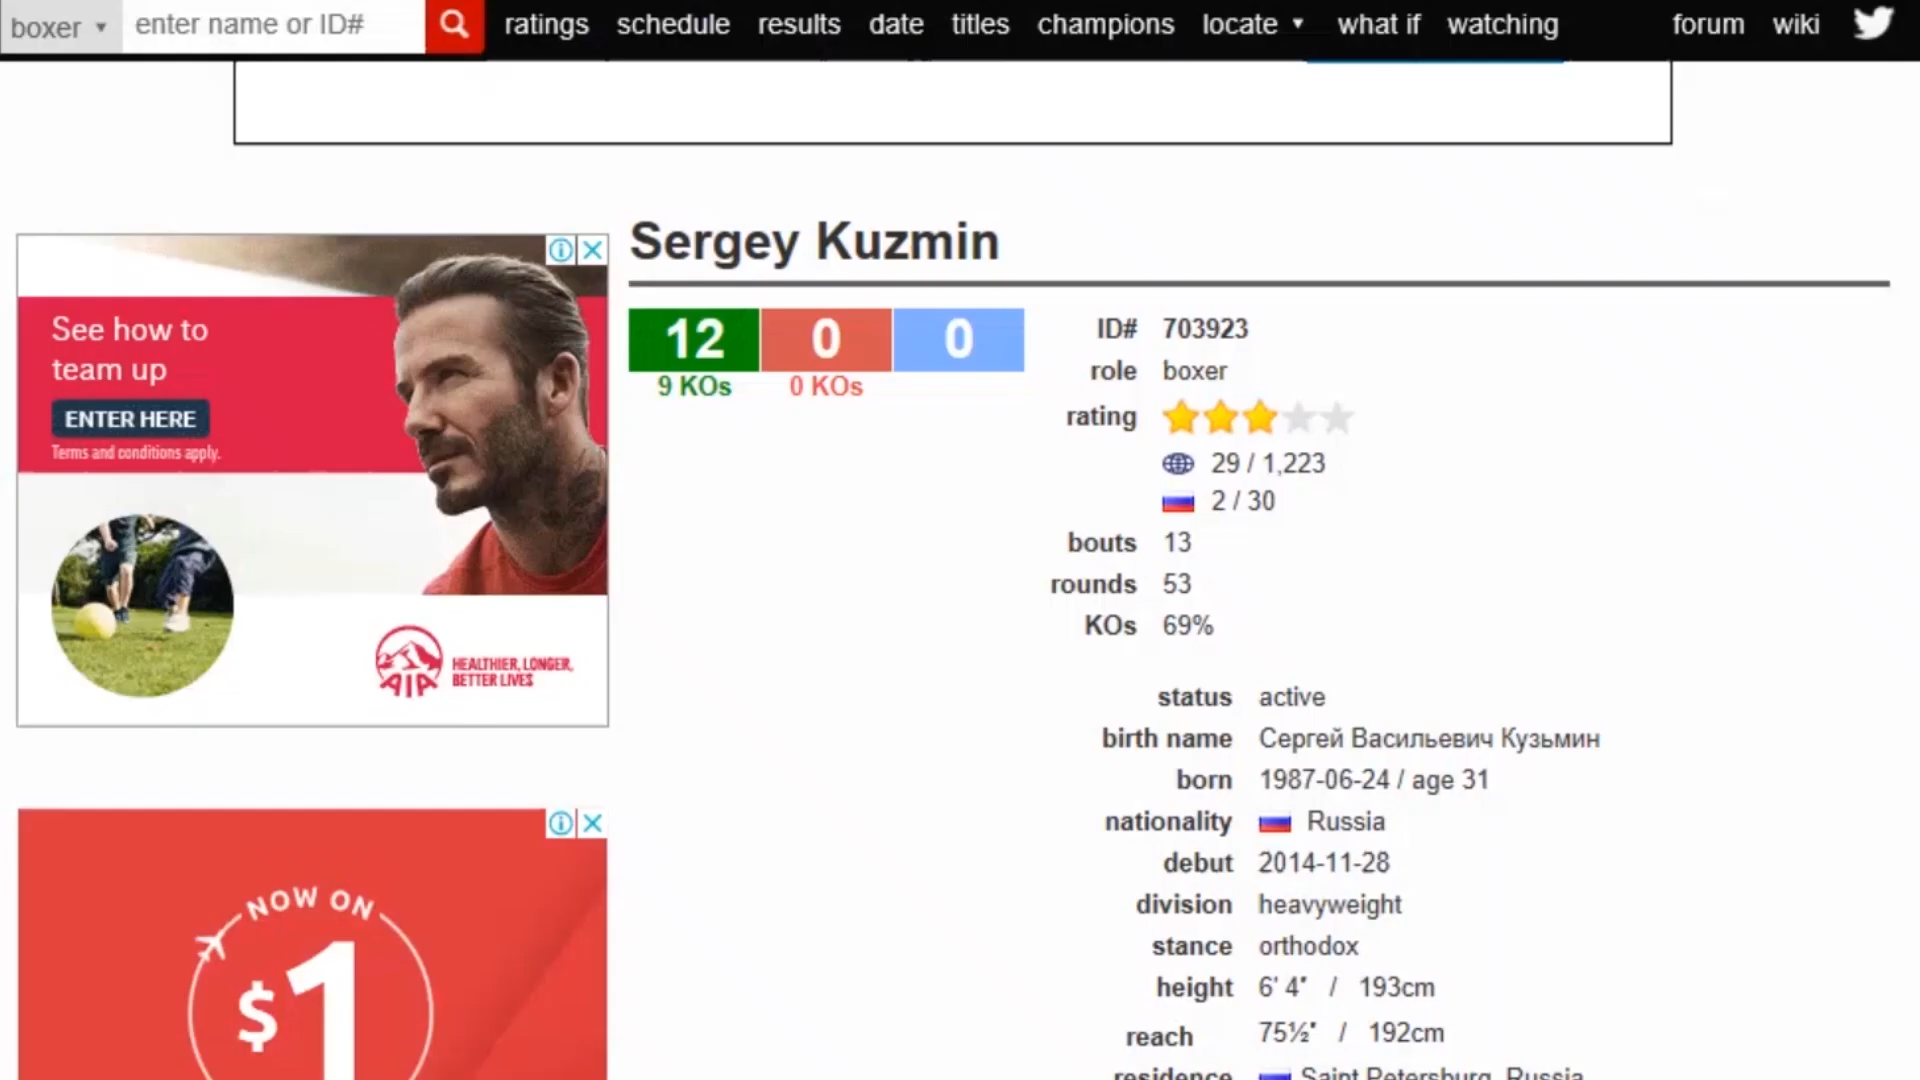 boxer ▼ enter name or ID# ratings schedule results date titles champions locate ▼ what if watching forum wiki
Sergey Kuzmin
See how to
team up
ENTER HERE
Terms and conditions apply.
AIA HEALTHIER, LONGER,
BETTER LIVES
12 0 0
9 KOs 0 KOs
ID# 703923
role boxer
rating
29 / 1,223
2 / 30
bouts 13
rounds 53
KOs 69%
status active
birth name Сергей Васильевич Кузьмин
born 1987-06-24 / age 31
nationality Russia
debut 2014-11-28
division heavyweight
stance orthodox
height 6′ 4″ / 193cm
reach 75½″ / 192cm
residence Saint Petersburg, Russia
NOW ON
$1